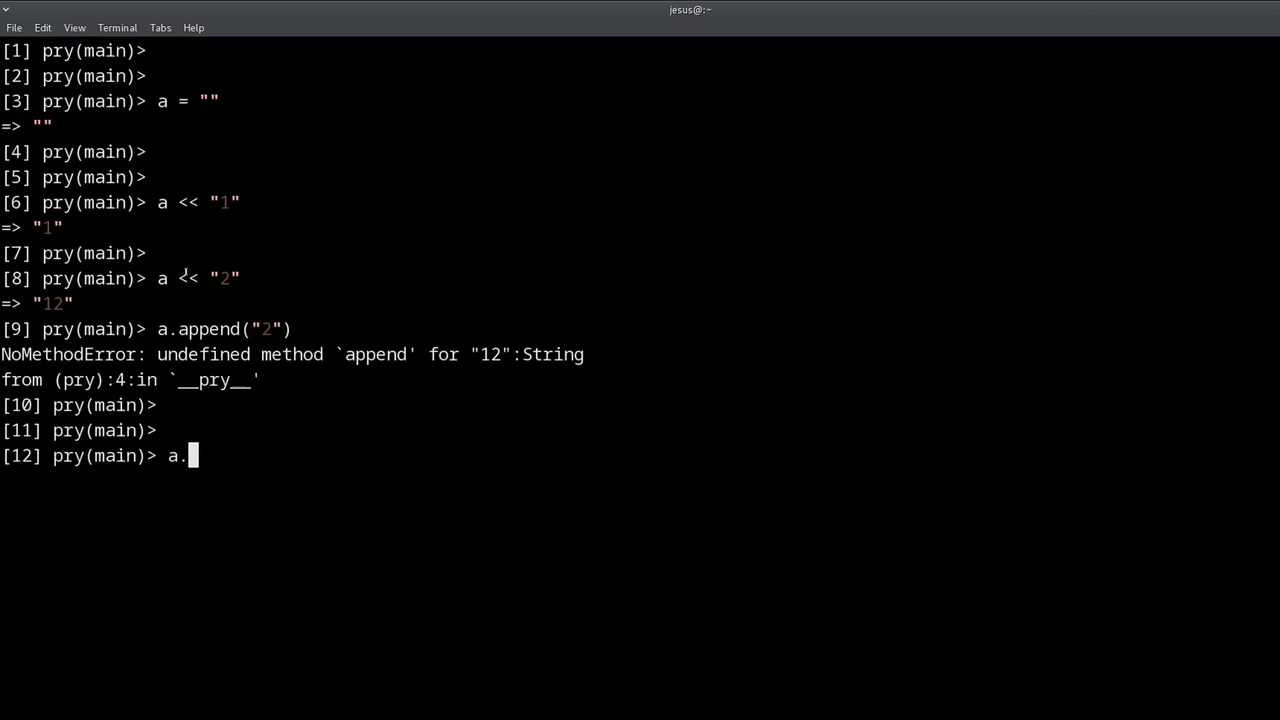 jesus@:~
File Edit View Terminal Tabs Help
[1] pry(main)>
[2] pry(main)>
[3] pry(main)> a = ""
=> ""
[4] pry(main)>
[5] pry(main)>
[6] pry(main)> a << "1"
=> "1"
[7] pry(main)>
[8] pry(main)> a << "2"
=> "12"
[9] pry(main)> a.append("2")
NoMethodError: undefined method `append' for "12":String
from (pry):4:in `__pry__'
[10] pry(main)>
[11] pry(main)>
[12] pry(main)> a.